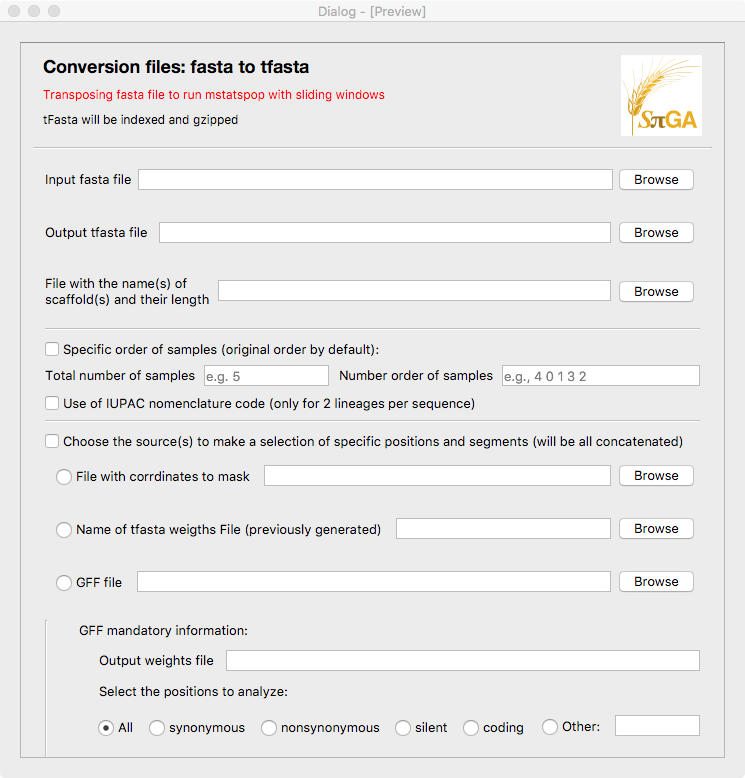 Dialog - [Preview]
Conversion files: fasta to tfasta
Transposing fasta file to run mstatspop with sliding windows
tFasta will be indexed and gzipped
SπGA
Input fasta file Browse
Output tfasta file Browse
File with the name(s) of
scaffold(s) and their length Browse
Specific order of samples (original order by default):
Total number of samples e.g. 5 Number order of samples e.g., 4 0 1 3 2
Use of IUPAC nomenclature code (only for 2 lineages per sequence)
Choose the source(s) to make a selection of specific positions and segments (will be all concatenated)
File with corrdinates to mask Browse
Name of tfasta weigths File (previously generated) Browse
GFF file Browse
GFF mandatory information:
Output weights file
Select the positions to analyze:
All synonymous nonsynonymous silent coding Other: